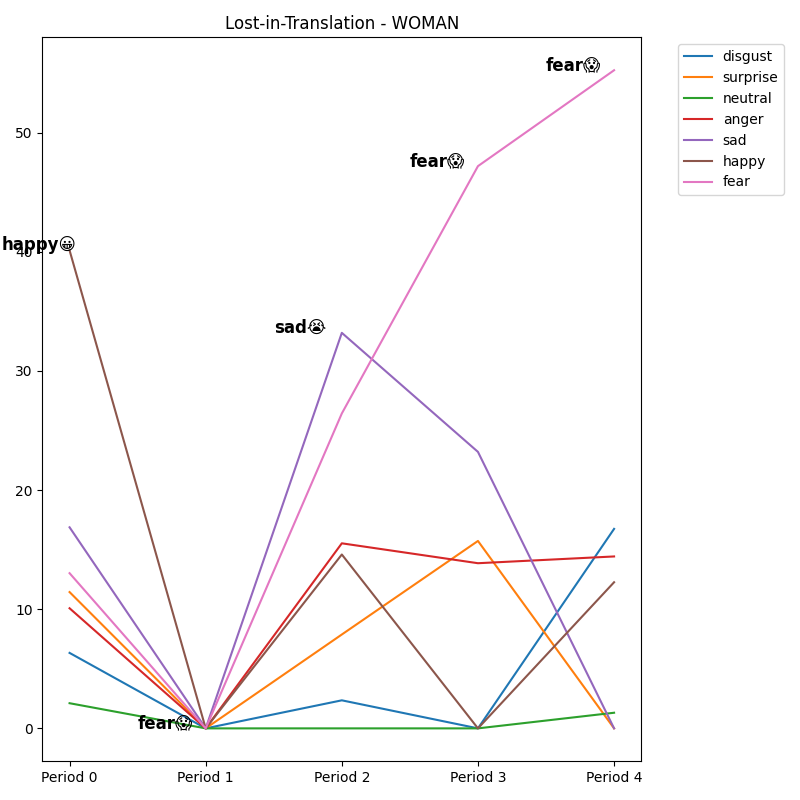 Lost-in-Translation - WOMAN
disgust
surprise
neutral
anger
sad
happy
fear
fear😱
fear😱
happy😀
sad😭
fear😱
50
40
30
20
10
0
Period 0 Period 1 Period 2 Period 3 Period 4